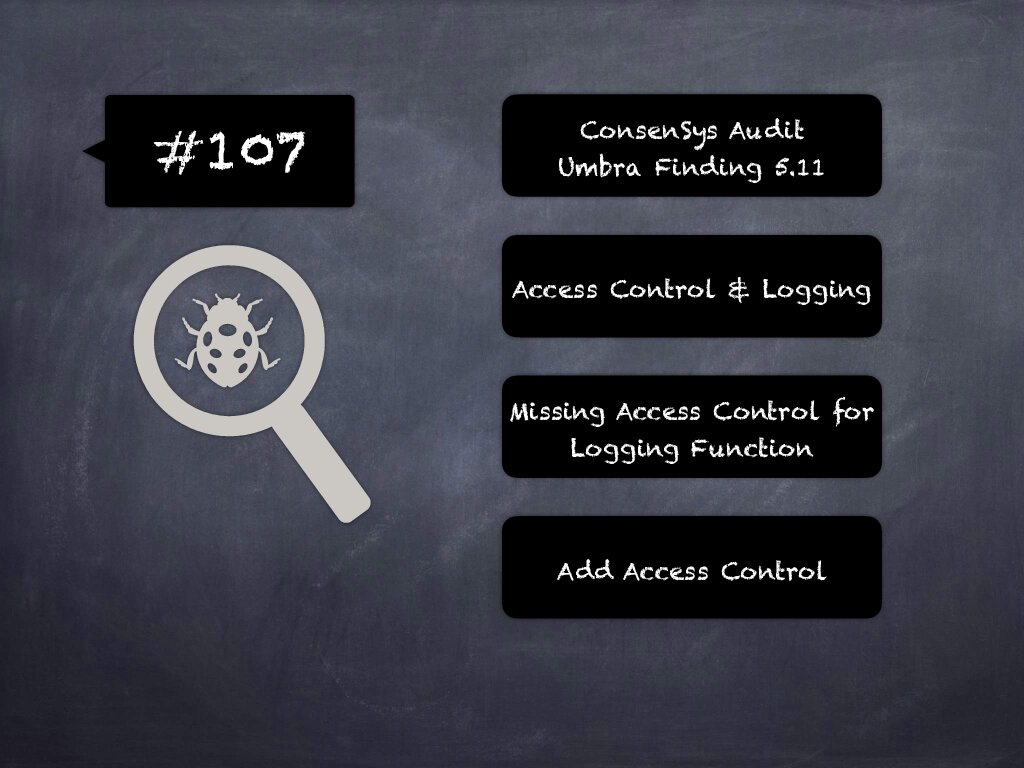 #107
ConsenSys Audit
Umbra Finding 5.11
Access Control & Logging
Missing Access Control for
Logging Function
Add Access Control